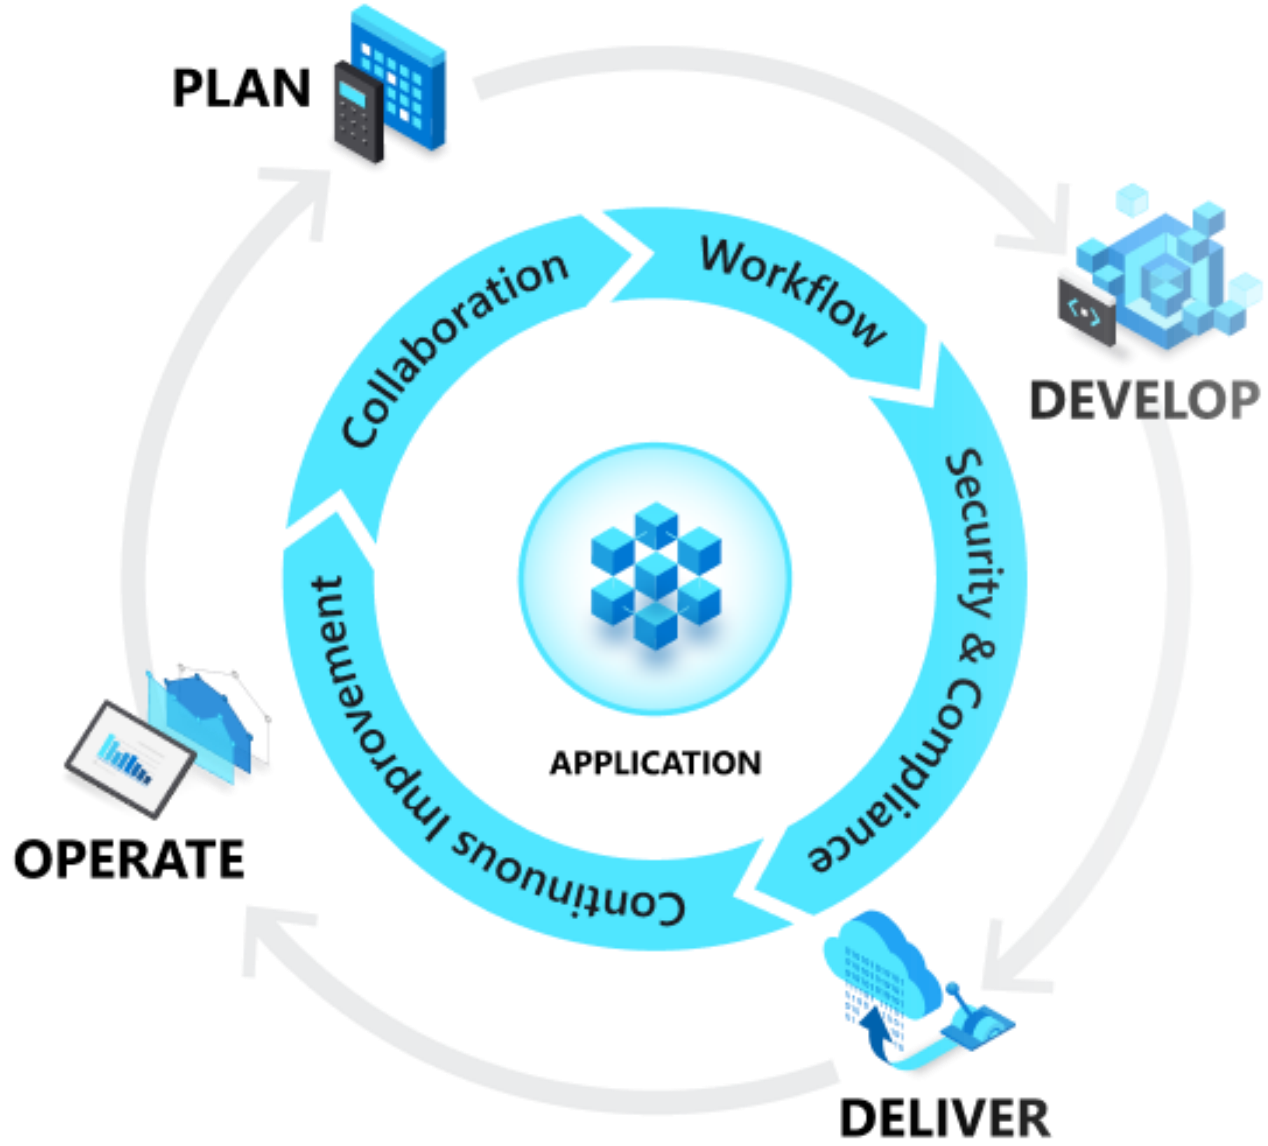 PLAN
Workflow
Collaboration
DEVELOP
Security & Compliance
Continuous Improvement
APPLICATION
OPERATE
DELIVER